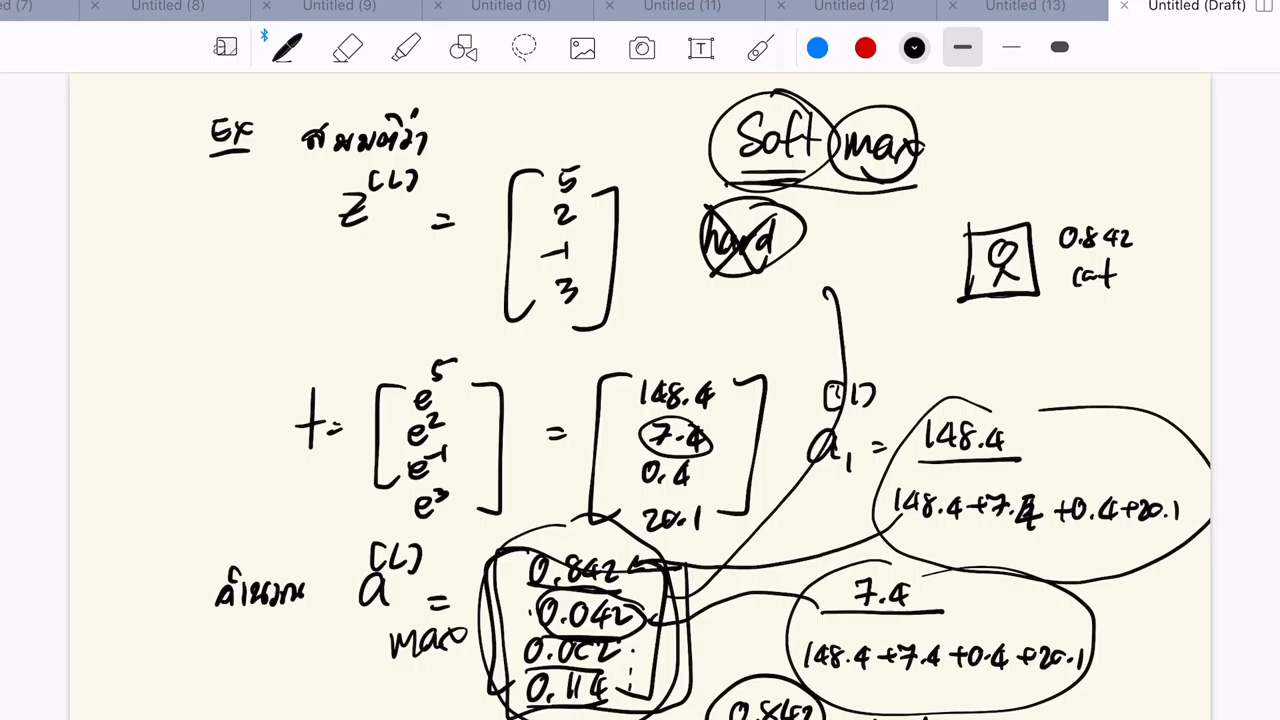 (7)
Untitled (8)
Untitled (9)
Untitled (10)
Untitled (11)
Untitled (12)
Untitled (13)
Untitled (Draft)
Ex สมมติว่า
Soft max
hard
z[L] = [5 2 -1 3]
0.842
cat
t = [e^5 e^2 e^-1 e^3] = [148.4 7.4 0.4 20.1]
a1 = 148.4
148.4+7.4+0.4+20.1
คำนวณ a[L] =
max
0.842
0.042
0.002
0.114
7.4
148.4+7.4+0.4+20.1
0.842